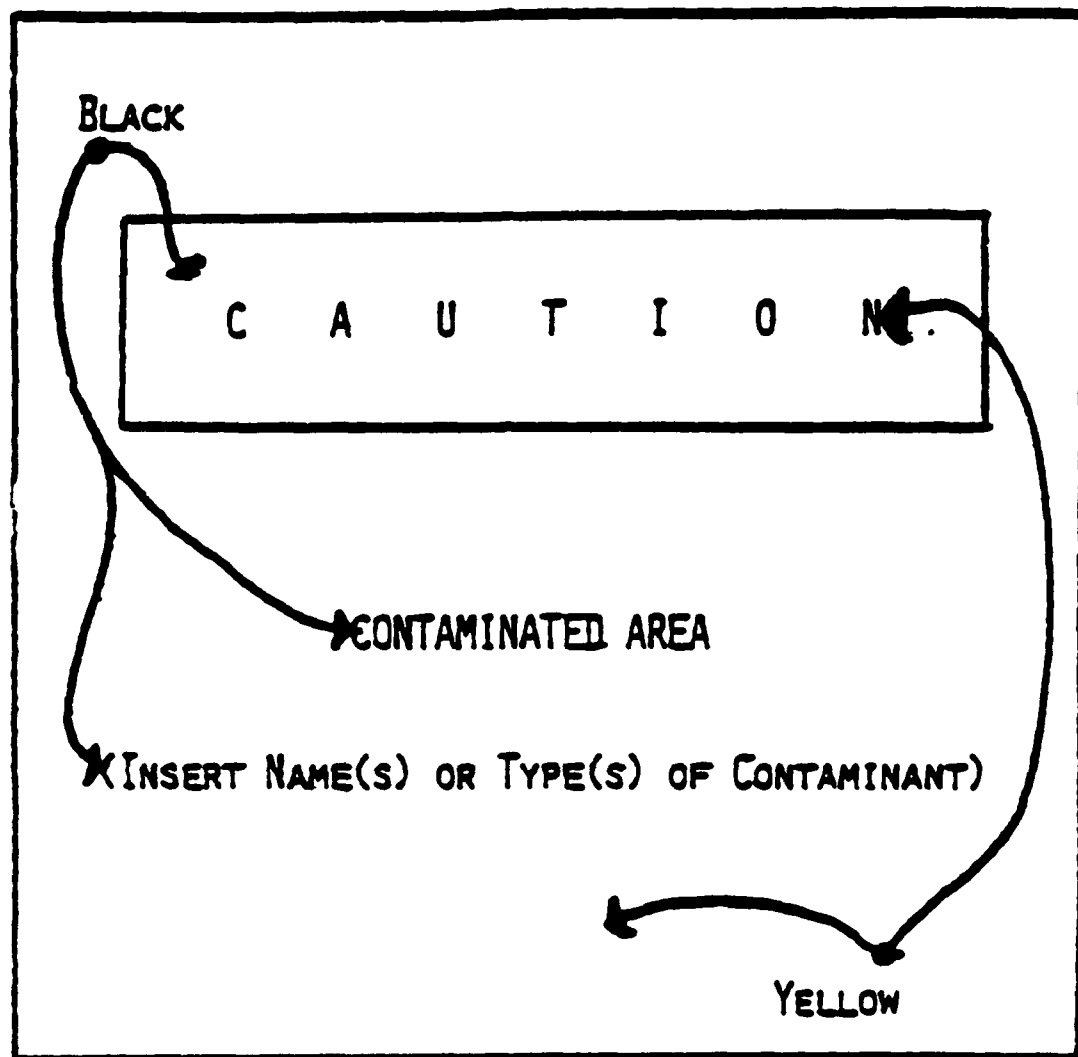 BLACK
C A U T I O N
CONTAMINATED AREA
(INSERT NAME(S) OR TYPE(S) OF CONTAMINANT)
YELLOW